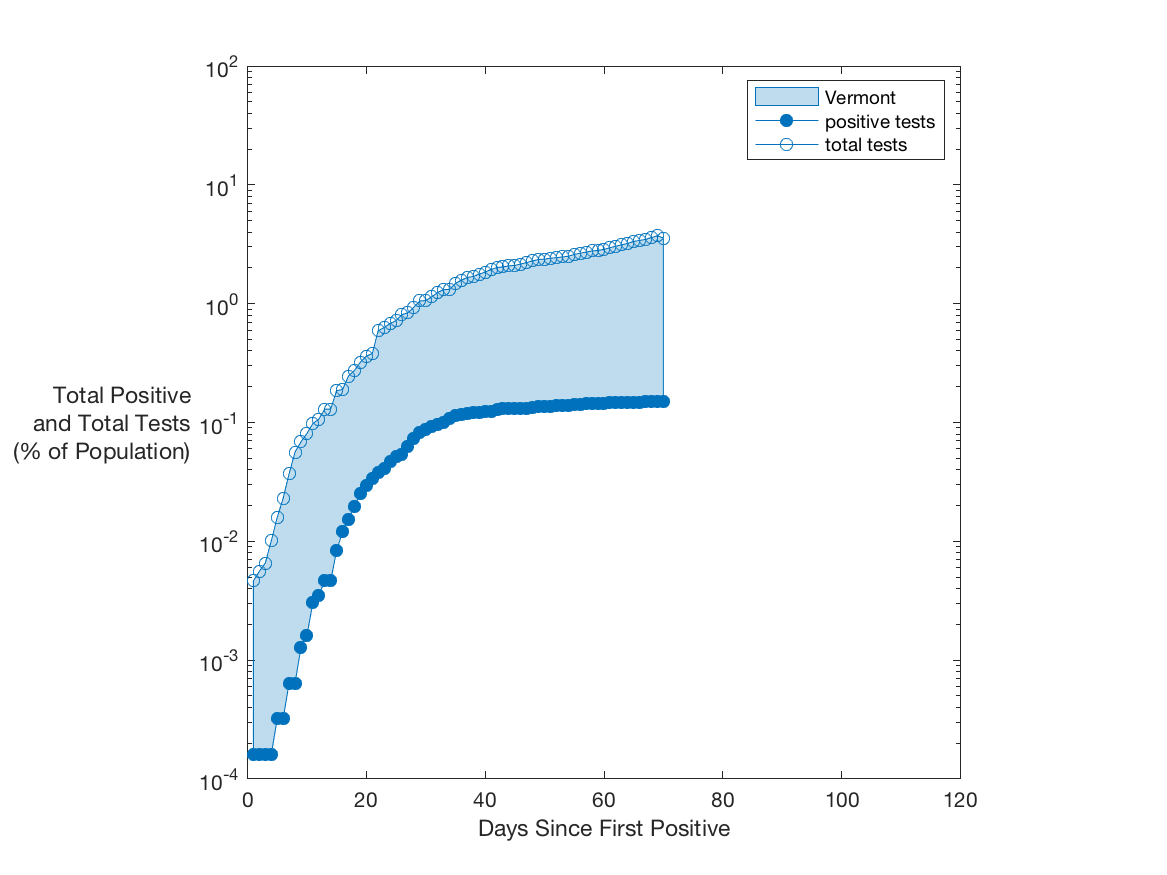 10^2
10^1
10^0
10^-1
10^-2
10^-3
10^-4
Total Positive
and Total Tests
(% of Population)
0 20 40 60 80 100 120
Days Since First Positive
Vermont
positive tests
total tests